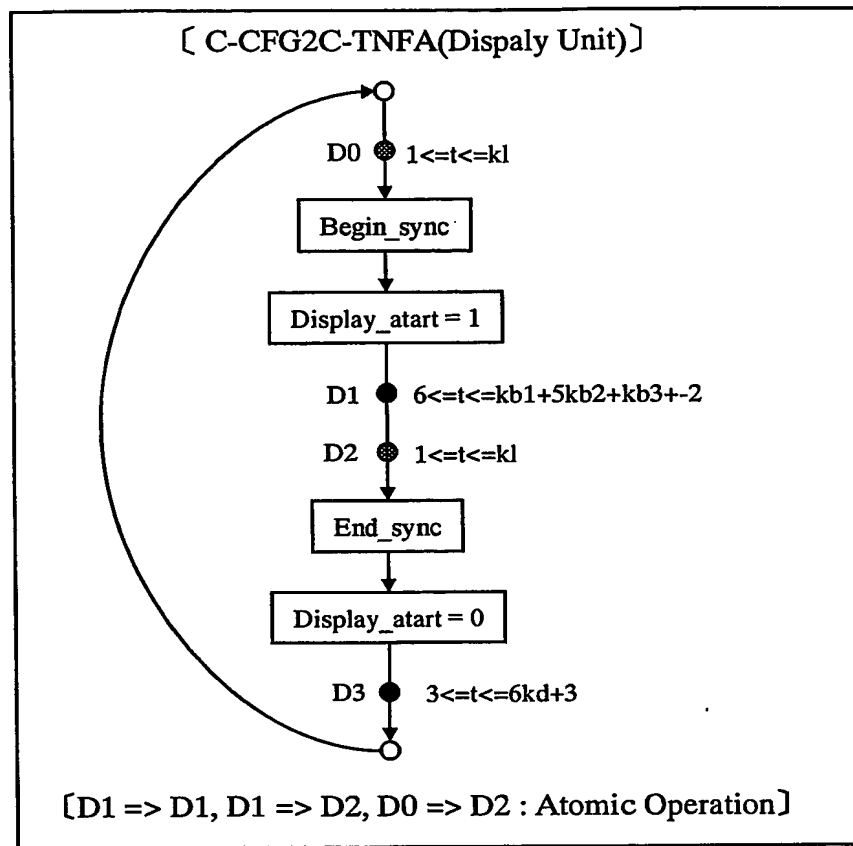 〔 C-CFG2C-TNFA(Dispaly Unit)〕
D0 1<=t<=kl
Begin_sync
Display_atart = 1
D1 6<=t<=kb1+5kb2+kb3+-2
D2 1<=t<=kl
End_sync
Display_atart = 0
D3 3<=t<=6kd+3
〔D1 => D1, D1 => D2, D0 => D2 : Atomic Operation〕